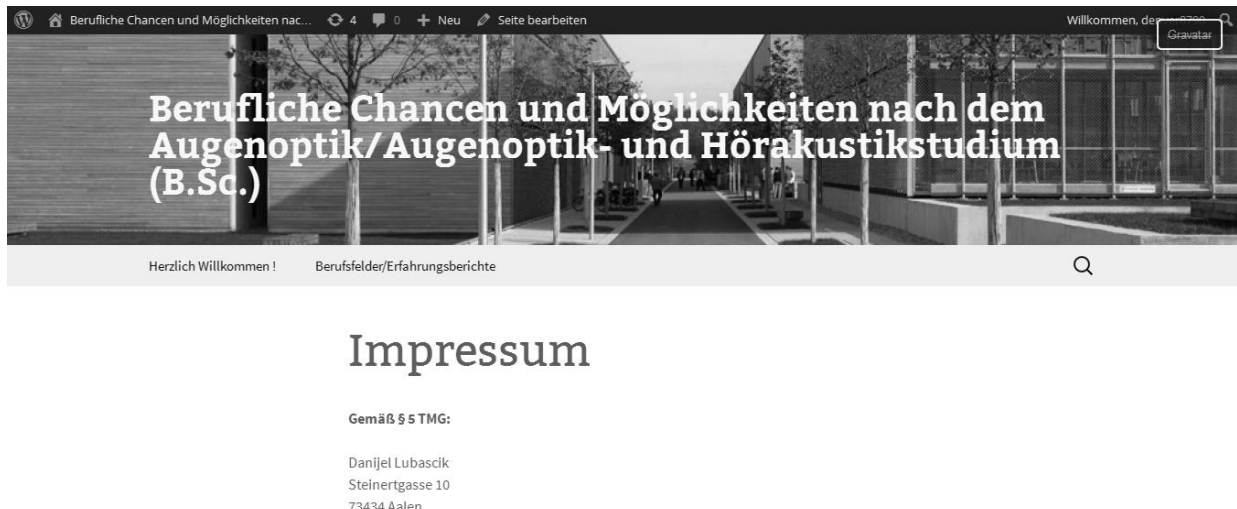 Berufliche Chancen und Möglichkeiten nac... 4 0 Neu Seite bearbeiten Willkommen,
Gravatar
Berufliche Chancen und Möglichkeiten nach dem
Augenoptik/Augenoptik- und Hörakustikstudium
(B.Sc.)
Herzlich Willkommen ! Berufsfelder/Erfahrungsberichte
Impressum
Gemäß § 5 TMG:
Danijel Lubascik
Steinertgasse 10
73434 Aalen